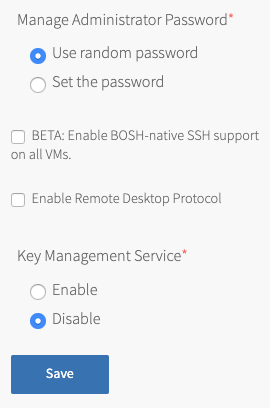 Manage Administrator Password*
Use random password
Set the password
BETA: Enable BOSH-native SSH support
on all VMs.
Enable Remote Desktop Protocol
Key Management Service*
Enable
Disable
Save